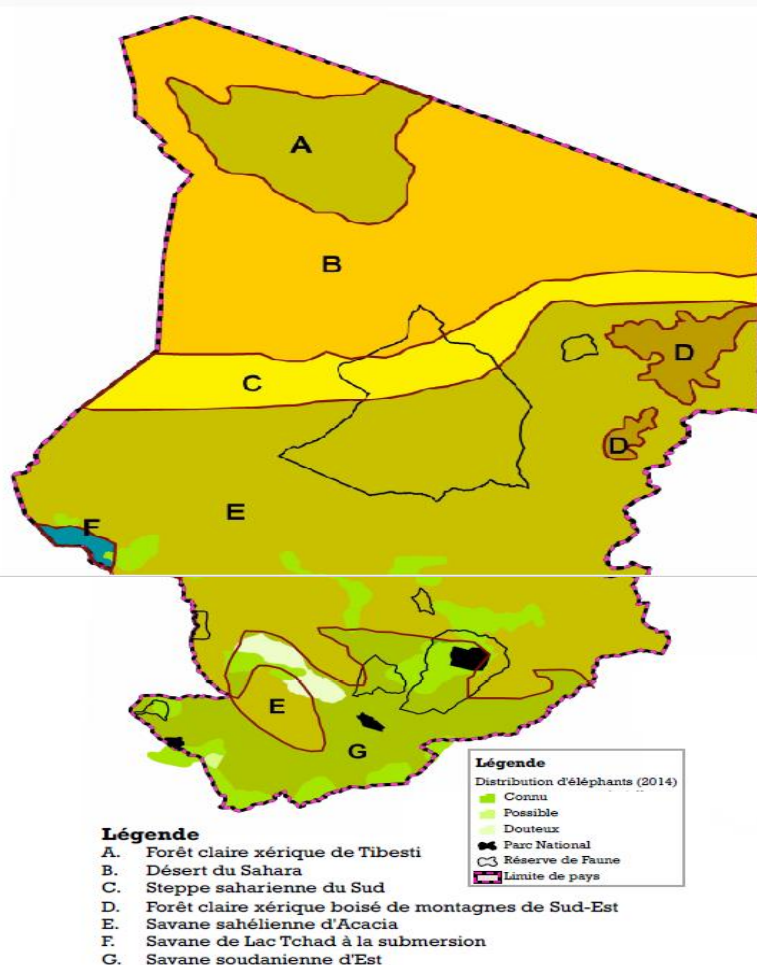 A
B
C
D
D
E
F
E
G
Légende
Distribution d'éléphants (2014)
Connu
Possible
Douteux
Parc National
Réserve de Faune
Limite de pays
Légende
A. Forêt claire xérique de Tibesti
B. Désert du Sahara
C. Steppe saharienne du Sud
D. Forêt claire xérique boisé de montagnes de Sud-Est
E. Savane sahélienne d'Acacia
F. Savane de Lac Tchad à la submersion
G. Savane soudanienne d'Est